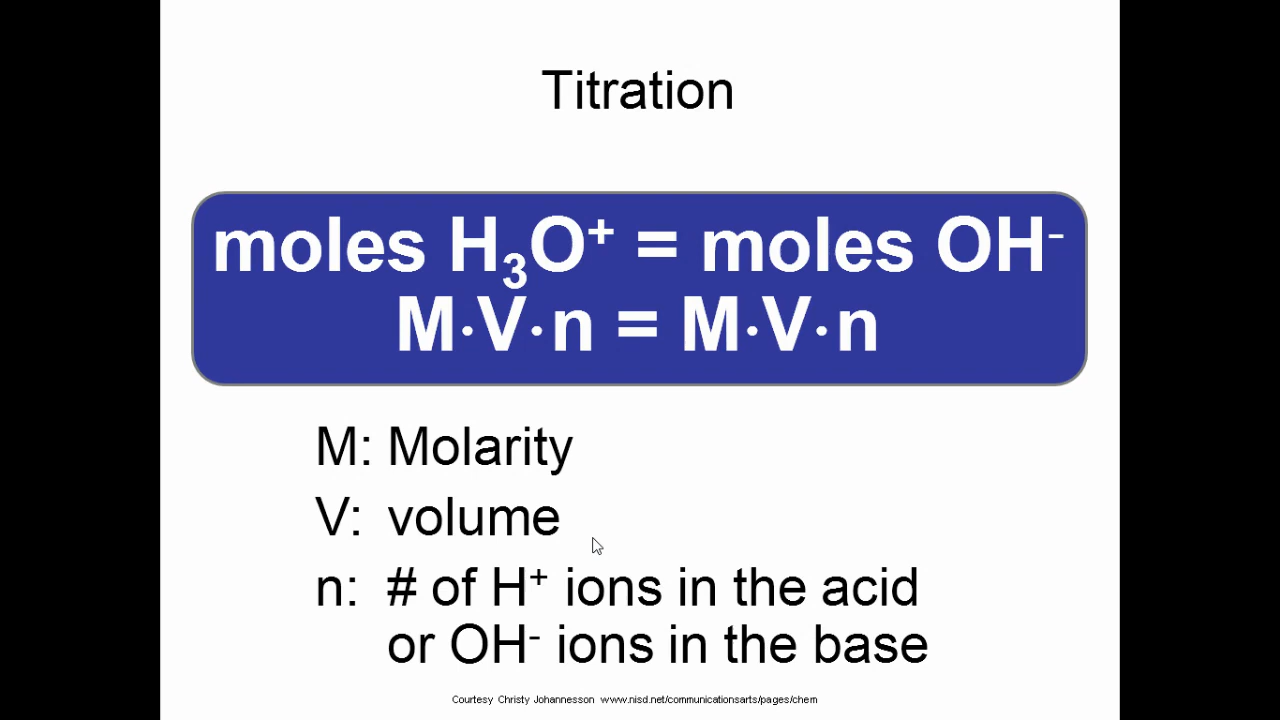 Titration
moles H₃O⁺ = moles OH⁻
M·V·n = M·V·n
M: Molarity
V: volume
n: # of H⁺ ions in the acid
or OH⁻ ions in the base
Courtesy Christy Johannesson www.nisd.net/communicationsarts/pages/chem